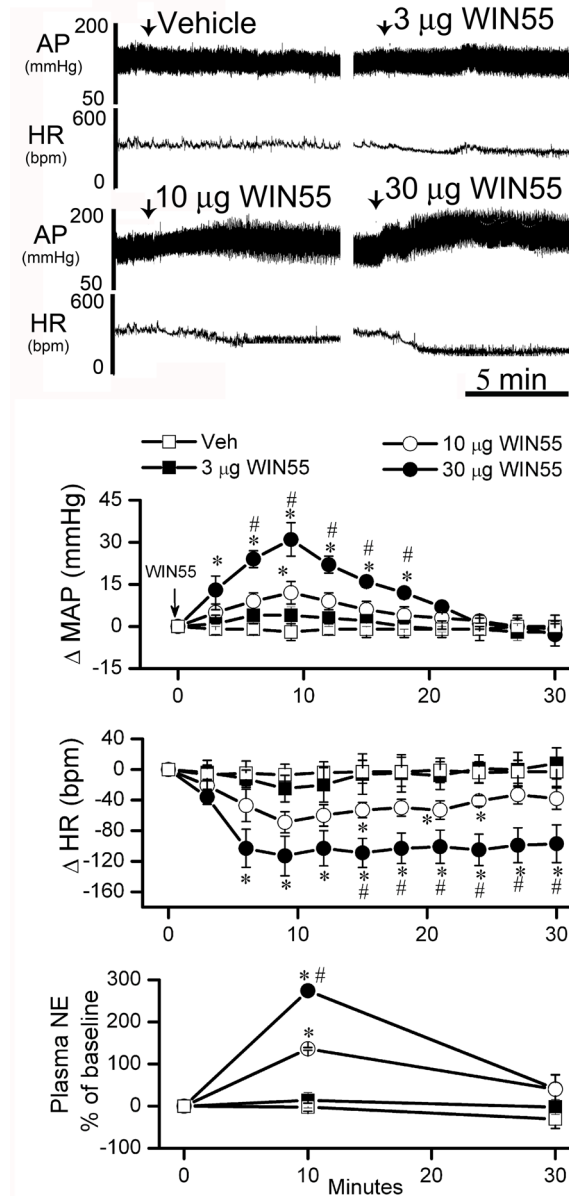 Vehicle 3 μg WIN55
AP
(mmHg)
200
50
HR
(bpm)
600
0
10 μg WIN55 30 μg WIN55
AP
(mmHg)
200
50
HR
(bpm)
600
0
5 min
Veh 10 μg WIN55
3 μg WIN55 30 μg WIN55
Δ MAP (mmHg)
45
30
15
0
-15
WIN55
#
*
* # * # * # * # *
*
0 10 20 30
Δ HR (bpm)
40
0
-40
-80
-120
-160
* * *
* * * * * * * * *
# # # # # #
0 10 20 30
Plasma NE
% of baseline
300
200
100
0
-100
* #
*
0 10 20 30
Minutes